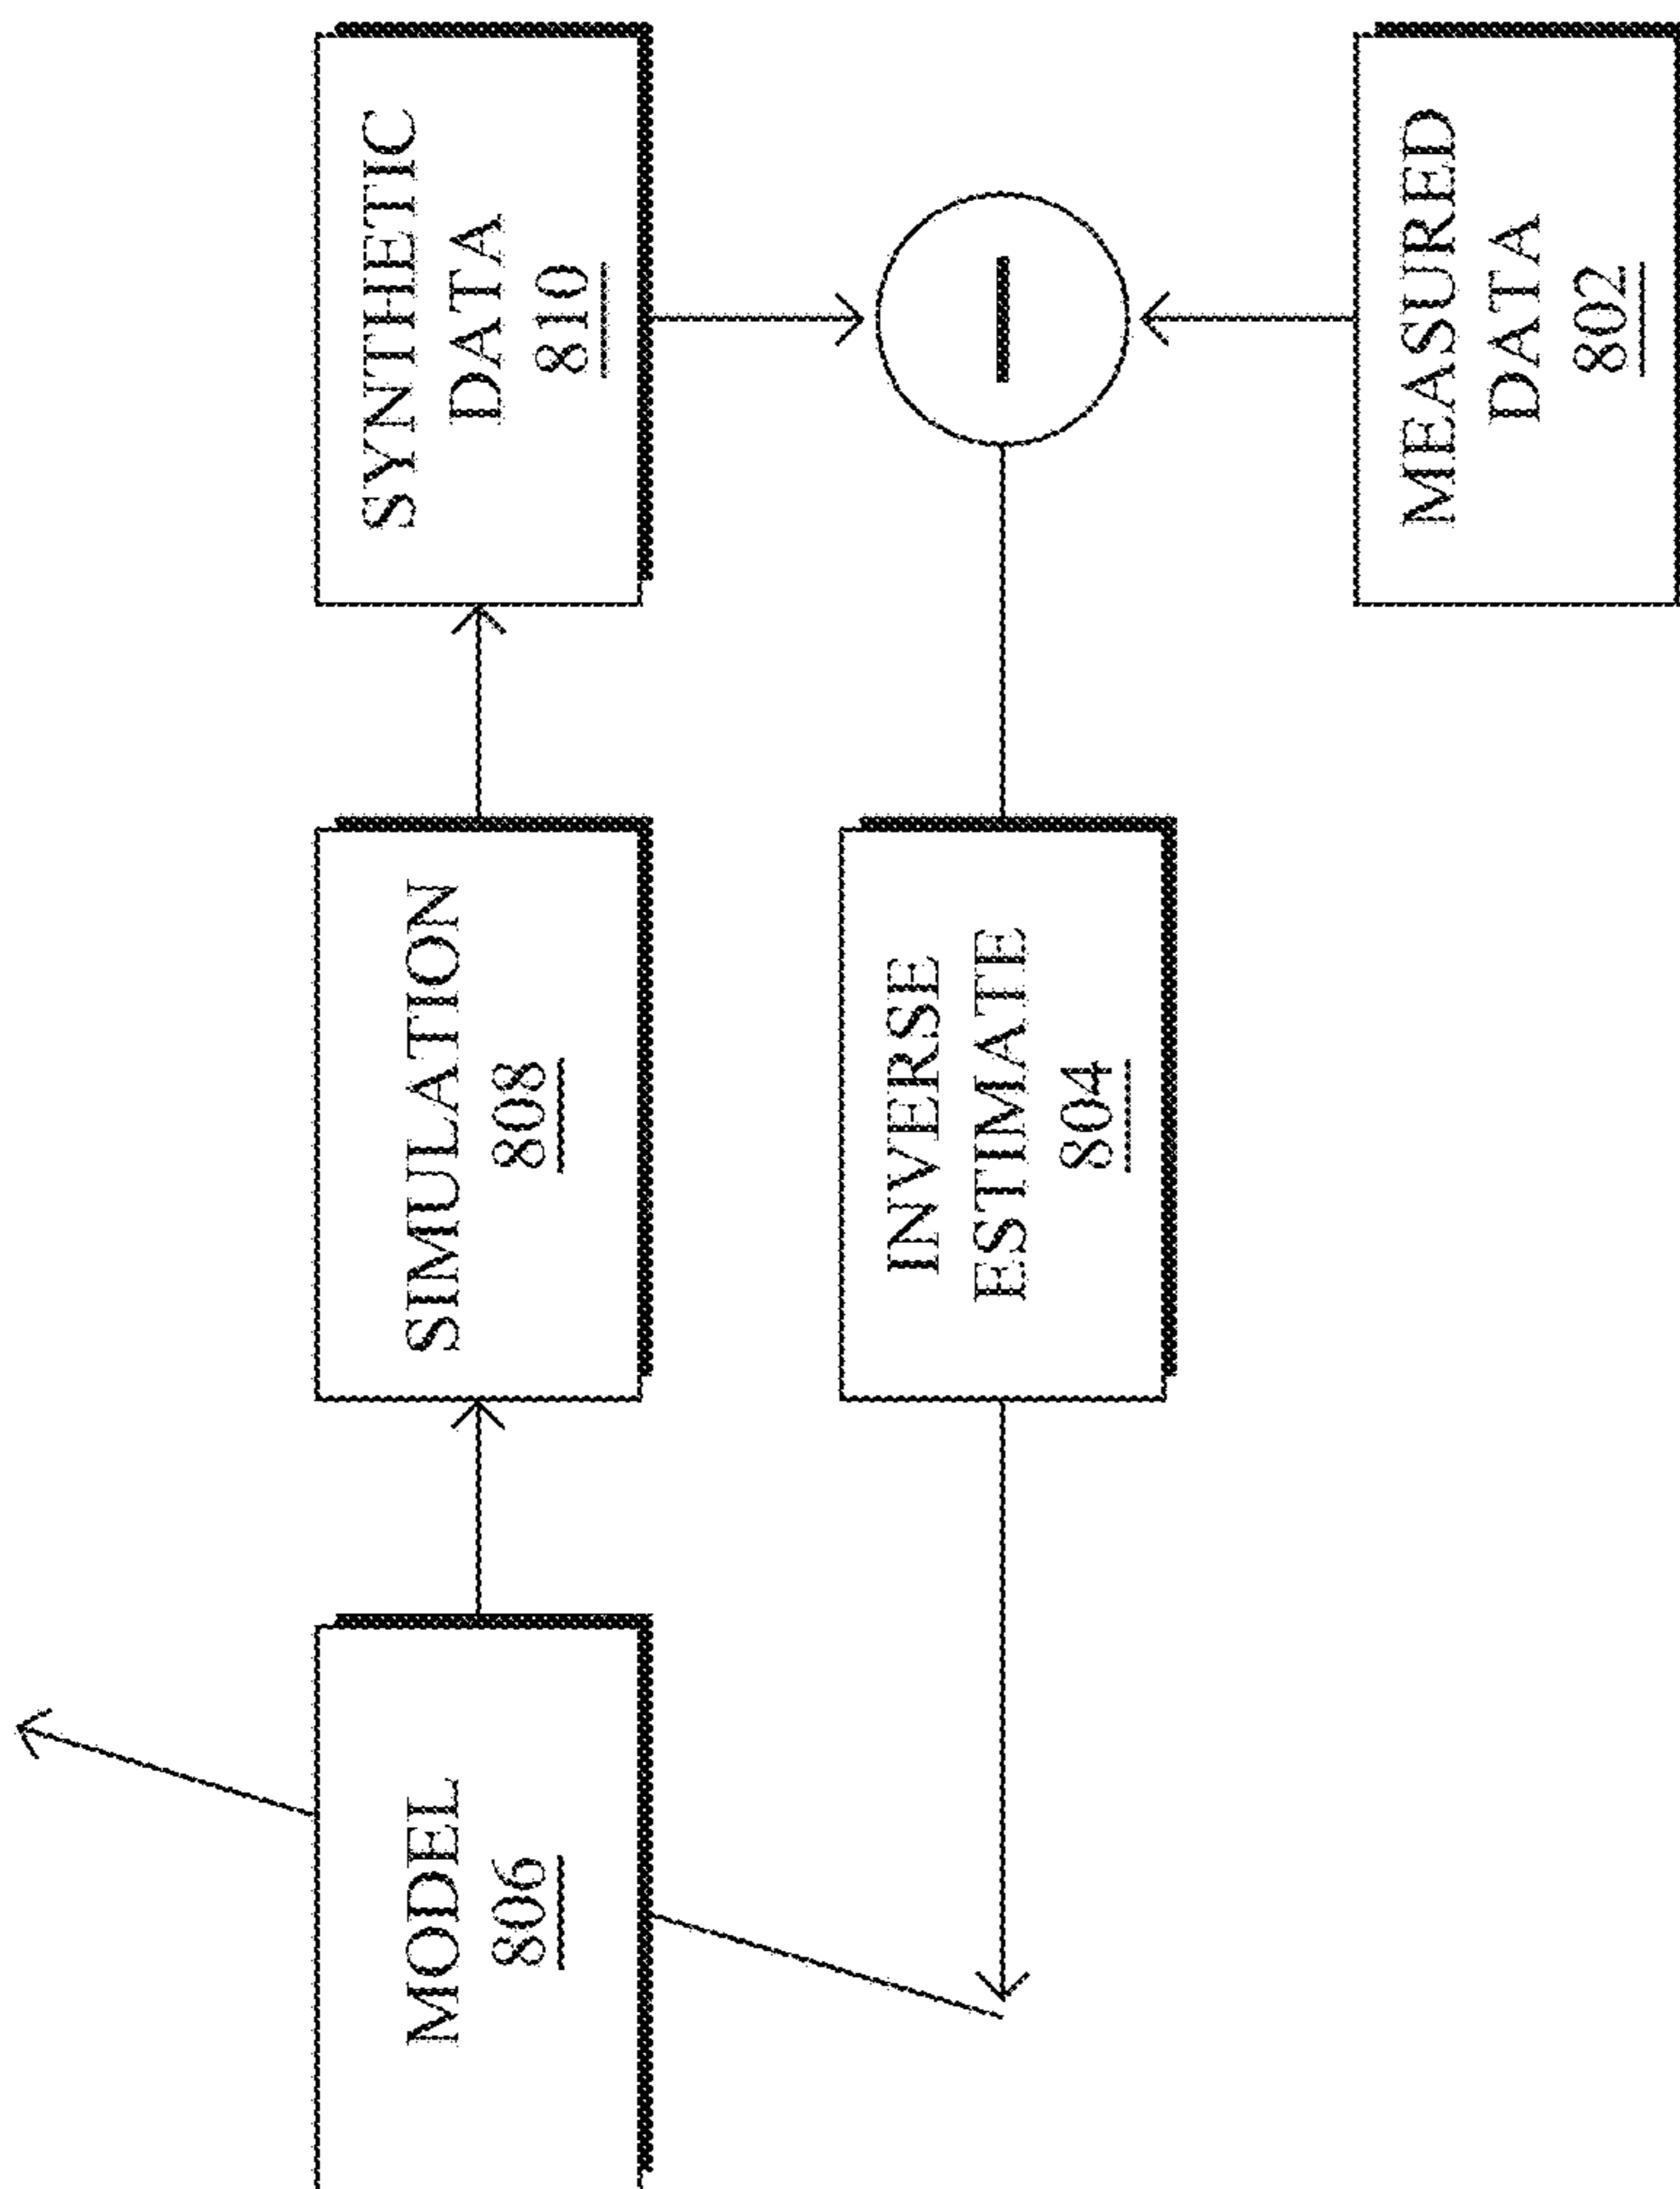 MODEL
806
SIMULATION
808
SYNTHETIC
DATA
810
INVERSE
ESTIMATE
804
MEASURED
DATA
802